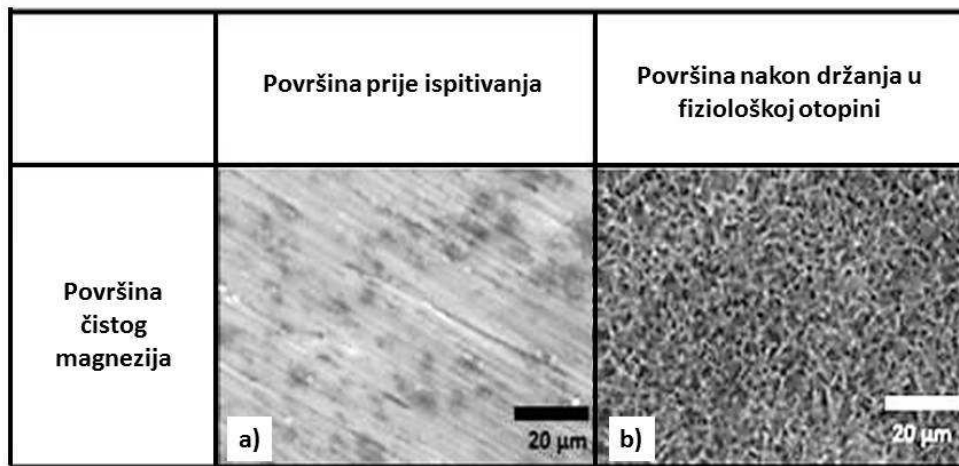 Površina prije ispitivanja
Površina nakon držanja u
fiziološkoj otopini
Površina
čistog
magnezija
a)
20 µm
b)
20 µm